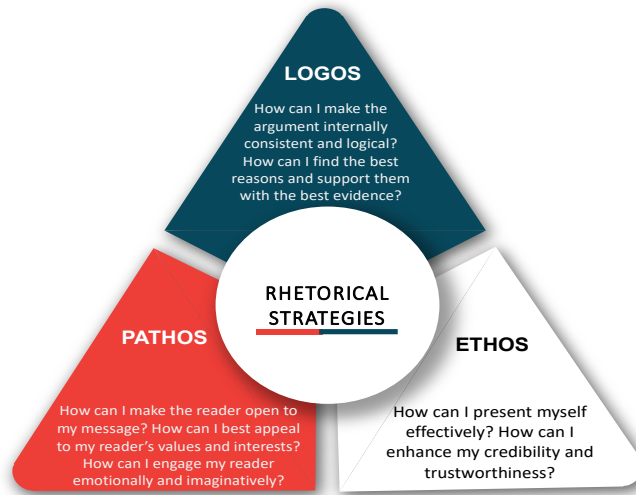 LOGOS
How can I make the
argument internally
consistent and logical?
How can I find the best
reasons and support them
with the best evidence?
RHETORICAL
STRATEGIES
PATHOS
How can I make the reader open to
my message? How can I best appeal
to my reader’s values and interests?
How can I engage my reader
emotionally and imaginatively?
ETHOS
How can I present myself
effectively? How can I
enhance my credibility and
trustworthiness?